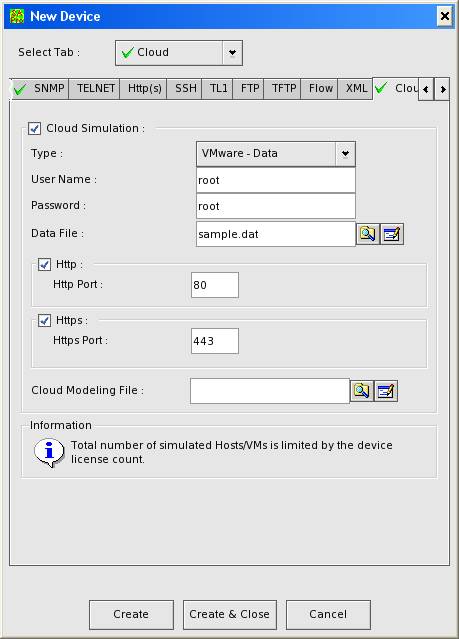 New Device
Select Tab : Cloud
SNMP TELNET Http(s) SSH TL1 FTP TFTP Flow XML Clou
Cloud Simulation :
Type : VMware - Data
User Name : root
Password : root
Data File : sample.dat
Http :
Http Port : 80
Https :
Https Port : 443
Cloud Modeling File :
Information
Total number of simulated Hosts/VMs is limited by the device
license count.
Create Create & Close Cancel